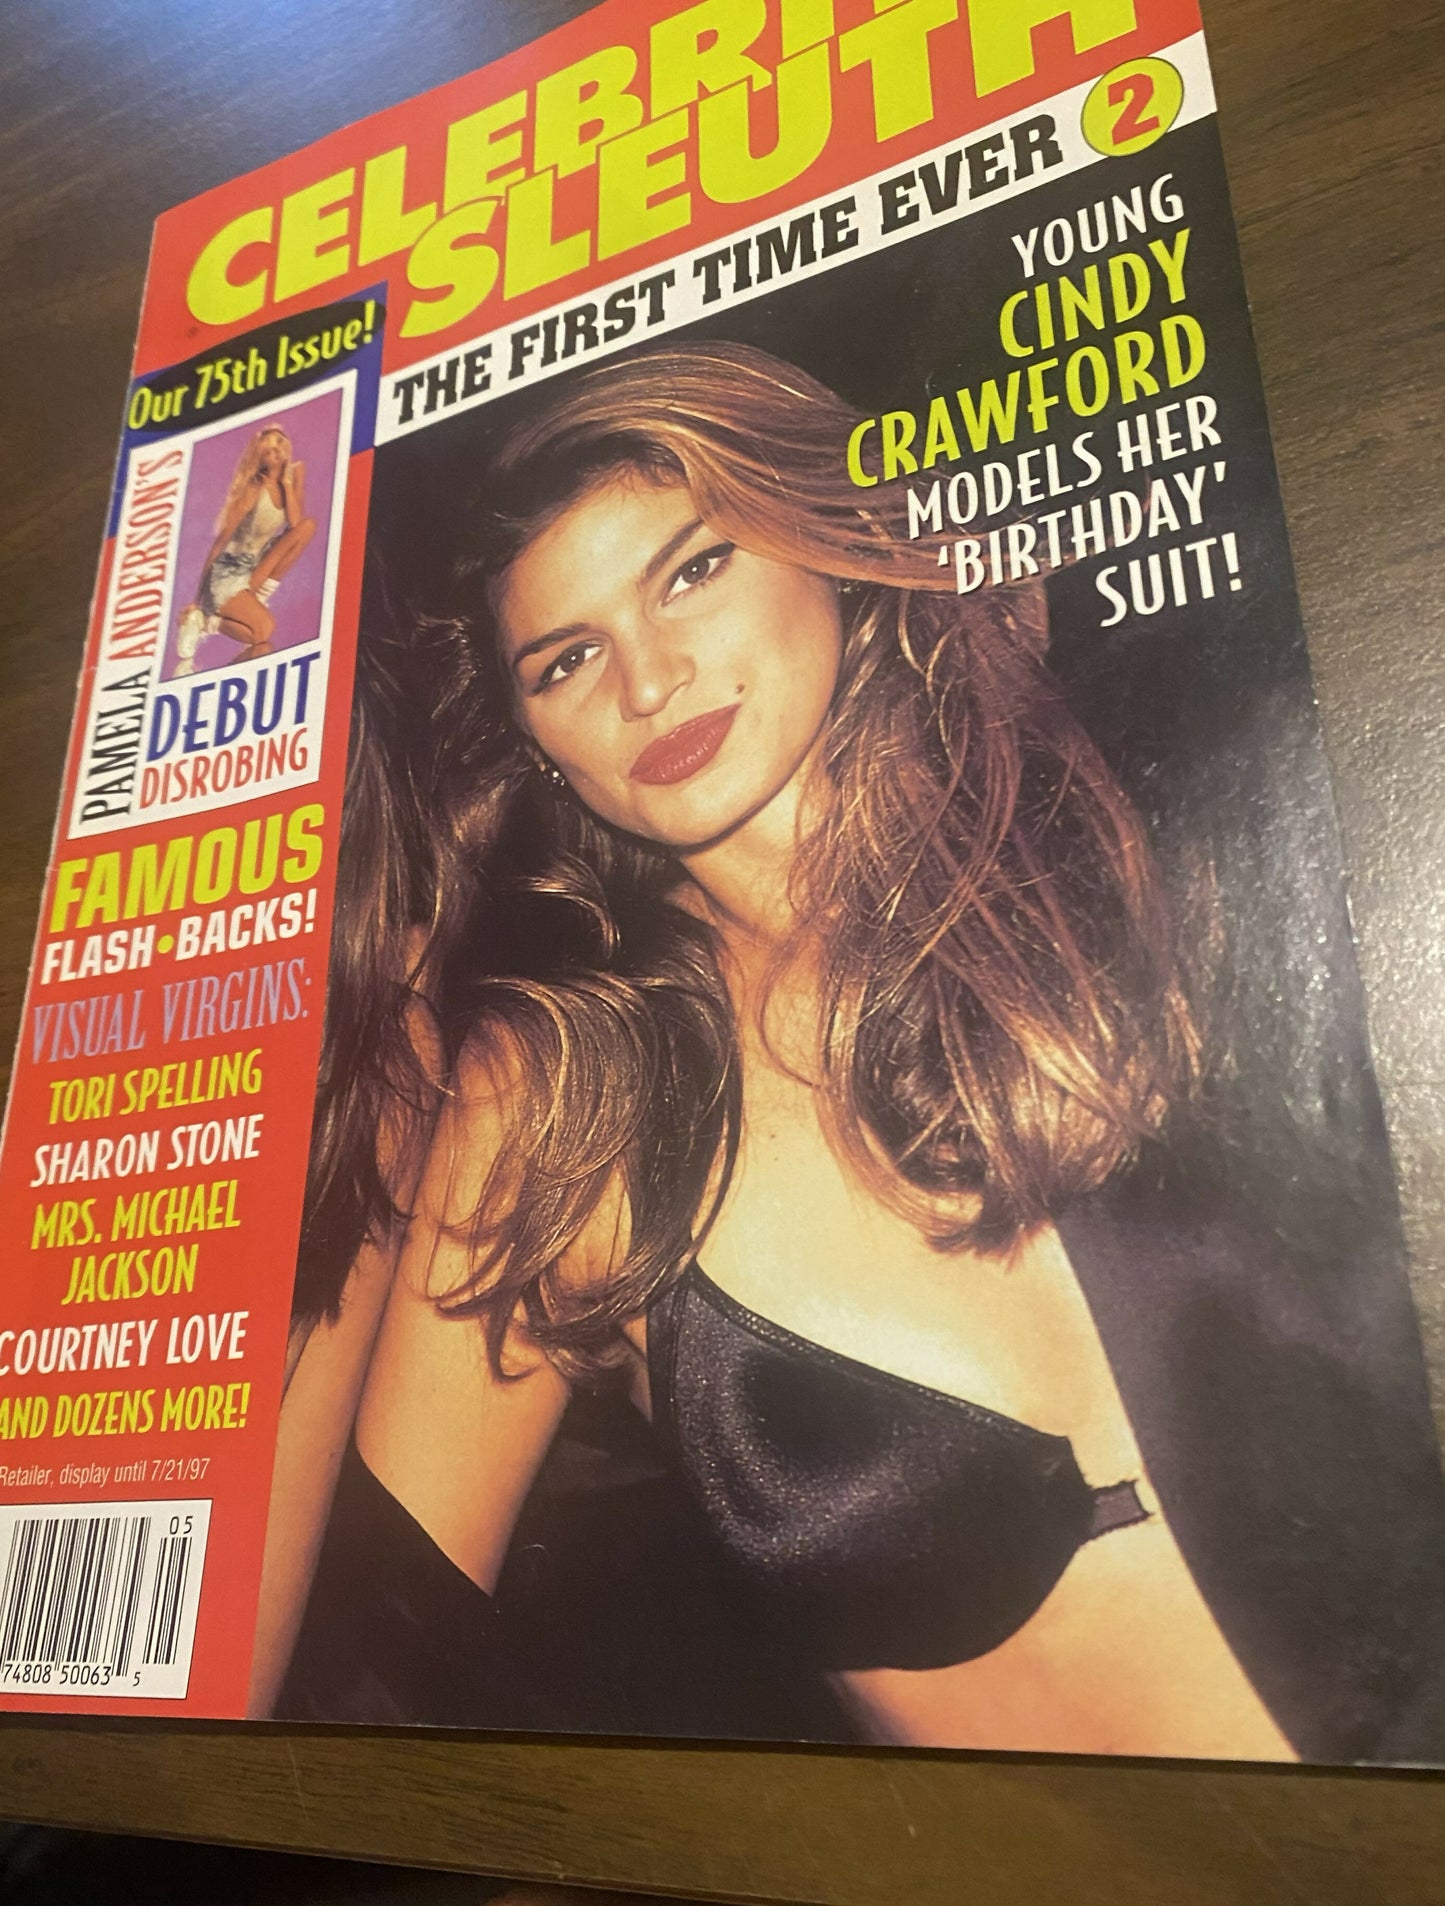 CELEBRI
SLEUTH
THE FIRST TIME EVER 2
Our 75th Issue!
PAMELA ANDERSON'S
DEBUT
DISROBING
YOUNG
CINDY
CRAWFORD
MODELS HER
'BIRTHDAY'
SUIT!
FAMOUS
FLASH•BACKS!
VISUAL VIRGINS:
TORI SPELLING
SHARON STONE
MRS. MICHAEL
JACKSON
COURTNEY LOVE
AND DOZENS MORE!
Retailer, display until 7/21/97
05
74808 50063 5